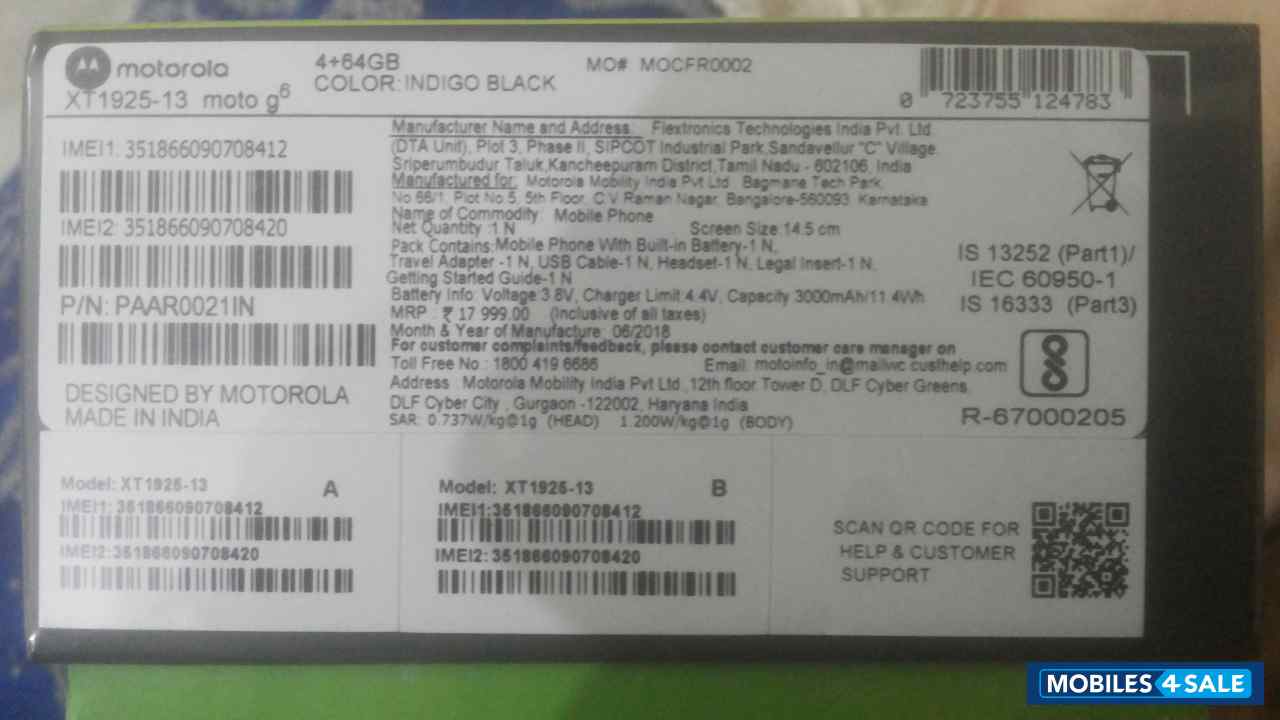 motorola
XT1925-13 moto g6
4+64GB
COLOR: INDIGO BLACK
MO# MOCFR0002
0 723755 124783
IMEI1: 351866090708412
IMEI2: 351866090708420
P/N: PAAR0021IN
DESIGNED BY MOTOROLA
MADE IN INDIA
Manufacturer Name and Address: Flextronics Technologies India Pvt. Ltd.
(DTA Unit), Plot 3, Phase II, SIPCOT Industrial Park,Sandavellur "C" Village
Sriperumbudur Taluk,Kancheepuram District,Tamil Nadu - 602106, India
Manufactured for: Motorola Mobility India Pvt Ltd, Bagmane Tech Park,
No 66/1, Plot No 5, 5th Floor, C.V Raman Nagar, Bangalore-560093 Karnataka
Name of Commodity: Mobile Phone
Net Quantity :1 N Screen Size: 14.5 cm
Pack Contains:Mobile Phone With Built-in Battery-1 N,
Travel Adapter -1 N, USB Cable-1 N, Headset-1 N, Legal Insert-1 N,
Getting Started Guide-1 N
Battery Info: Voltage:3.8V, Charger Limit:4.4V, Capacity 3000mAh/11.4Wh
MRP : ₹ 17 999.00 (Inclusive of all taxes)
Month & Year of Manufacture: 06/2018
For customer complaints/feedback, please contact customer care manager on
Toll Free No : 1800 419 6686 Email: motoinfo_in@mailwc.custhelp.com
Address : Motorola Mobility India Pvt Ltd.,12th floor Tower D, DLF Cyber Greens,
DLF Cyber City , Gurgaon -122002, Haryana India
SAR: 0.737W/kg@1g (HEAD) 1.200W/kg@1g (BODY)
IS 13252 (Part1)/
IEC 60950-1
IS 16333 (Part3)
R-67000205
Model: XT1925-13 A
IMEI1: 351866090708412
IMEI2: 351866090708420
Model: XT1925-13 B
IMEI1:351866090708412
IMEI2: 351866090708420
SCAN QR CODE FOR
HELP & CUSTOMER
SUPPORT
MOBILES4SALE